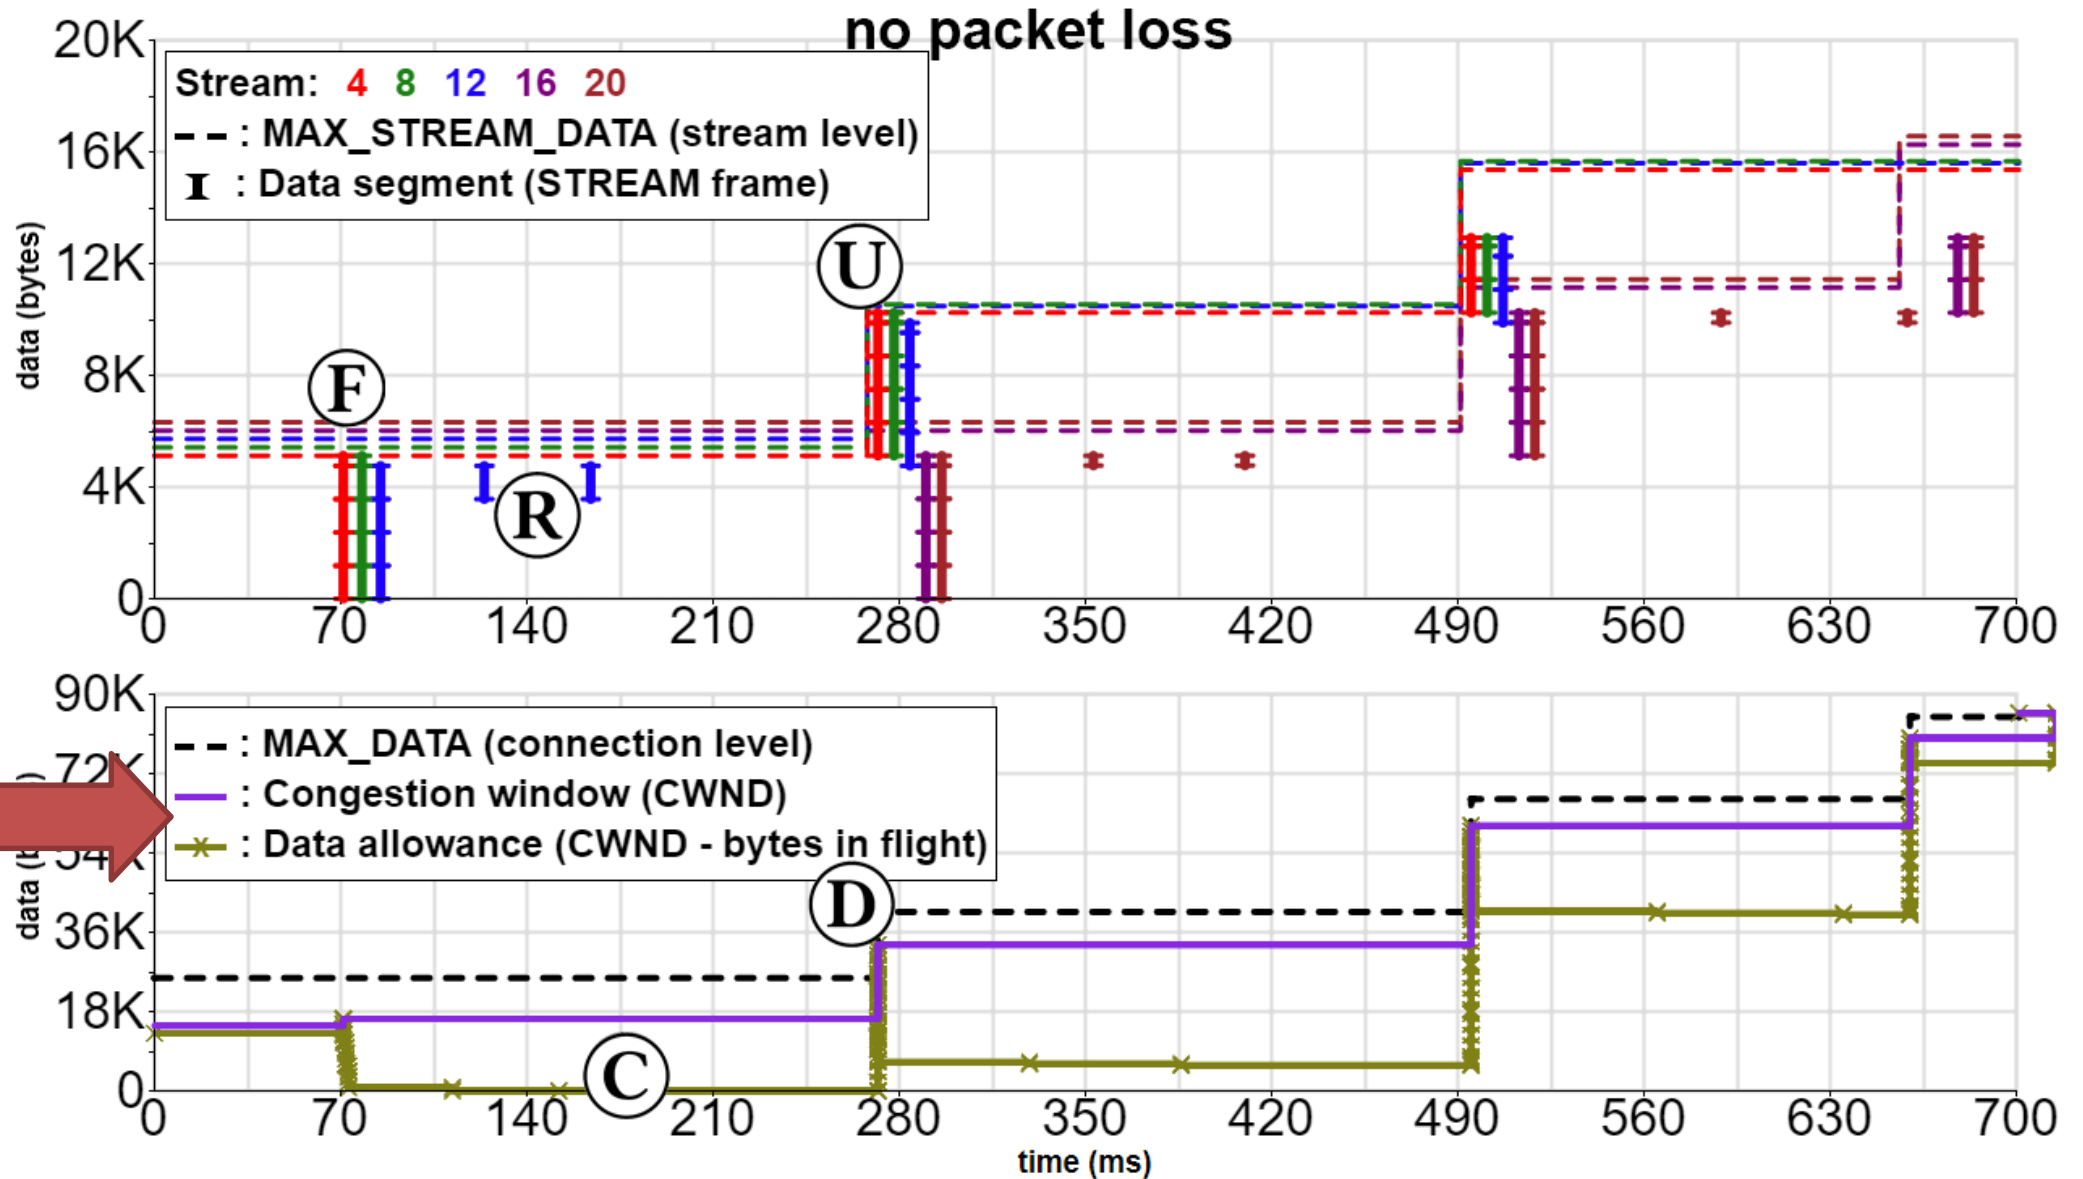 no packet loss
20K
16K
12K
8K
4K
0
data (bytes)
Stream: 4 8 12 16 20
: MAX_STREAM_DATA (stream level)
I : Data segment (STREAM frame)
F
R
U
0 70 140 210 280 350 420 490 560 630 700
90K
72K
54K
36K
18K
0
: MAX_DATA (connection level)
: Congestion window (CWND)
: Data allowance (CWND - bytes in flight)
D
C
0 70 140 210 280 350 420 490 560 630 700
time (ms)